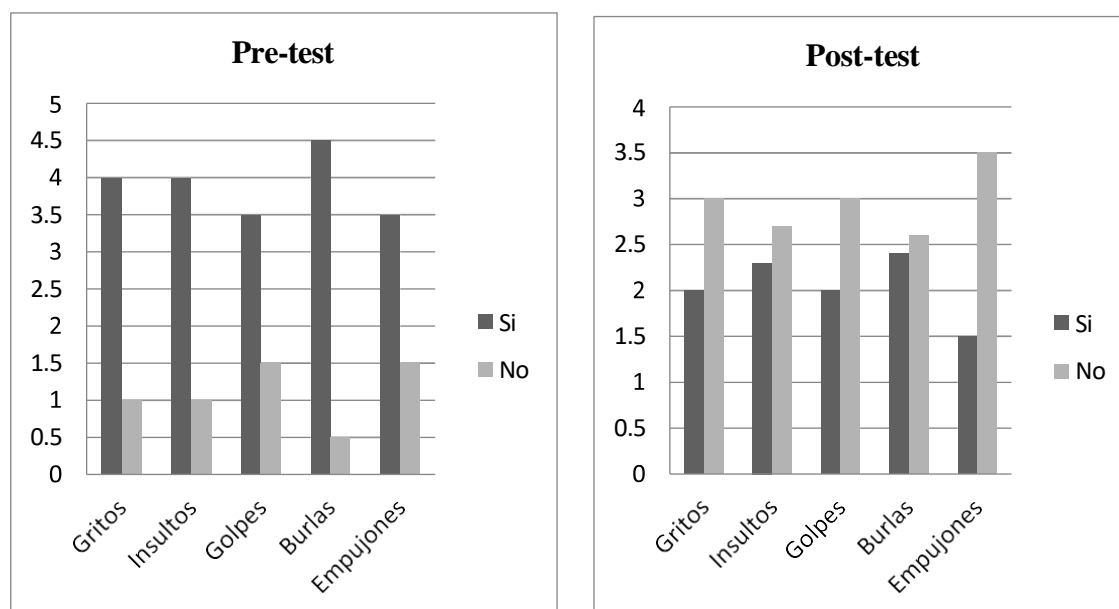 Pre-test
5
4.5
4
3.5
3
2.5
2
1.5
1
0.5
0
Gritos
Insultos
Golpes
Burlas
Empujones
Si
No
Post-test
4
3.5
3
2.5
2
1.5
1
0.5
0
Gritos
Insultos
Golpes
Burlas
Empujones
Si
No